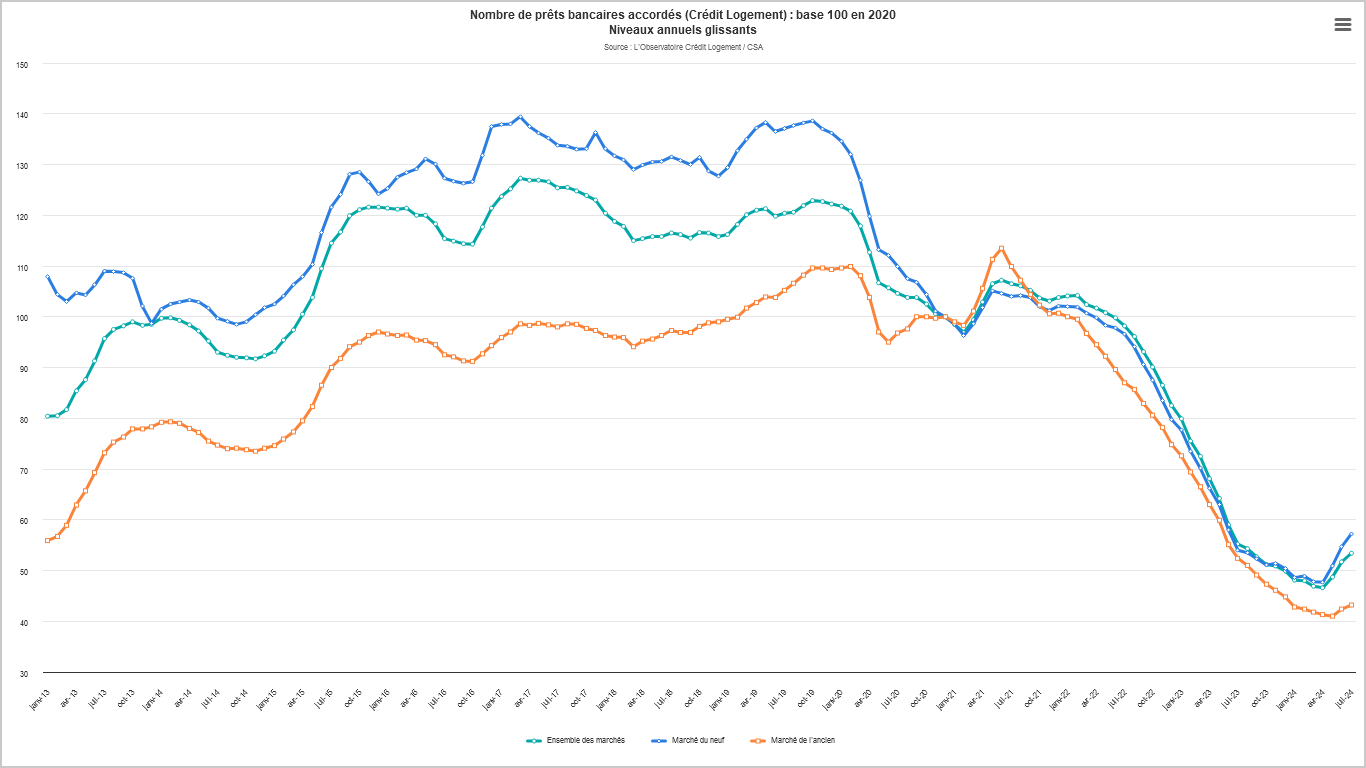 Nombre de prêts bancaires accordés (Crédit Logement) : base 100 en 2020
Niveaux annuels glissants
Source : L'Observatoire Crédit Logement / CSA
150
140
130
120
110
100
90
80
70
60
50
40
30
janv-13
avr-13
juil-13
oct-13
janv-14
avr-14
juil-14
oct-14
janv-15
avr-15
juil-15
oct-15
janv-16
avr-16
juil-16
oct-16
janv-17
avr-17
juil-17
oct-17
janv-18
avr-18
juil-18
oct-18
janv-19
avr-19
juil-19
oct-19
janv-20
avr-20
juil-20
oct-20
janv-21
avr-21
juil-21
oct-21
janv-22
avr-22
juil-22
oct-22
janv-23
avr-23
juil-23
oct-23
janv-24
avr-24
juil-24
Ensemble des marchés
Marché du neuf
Marché de l'ancien